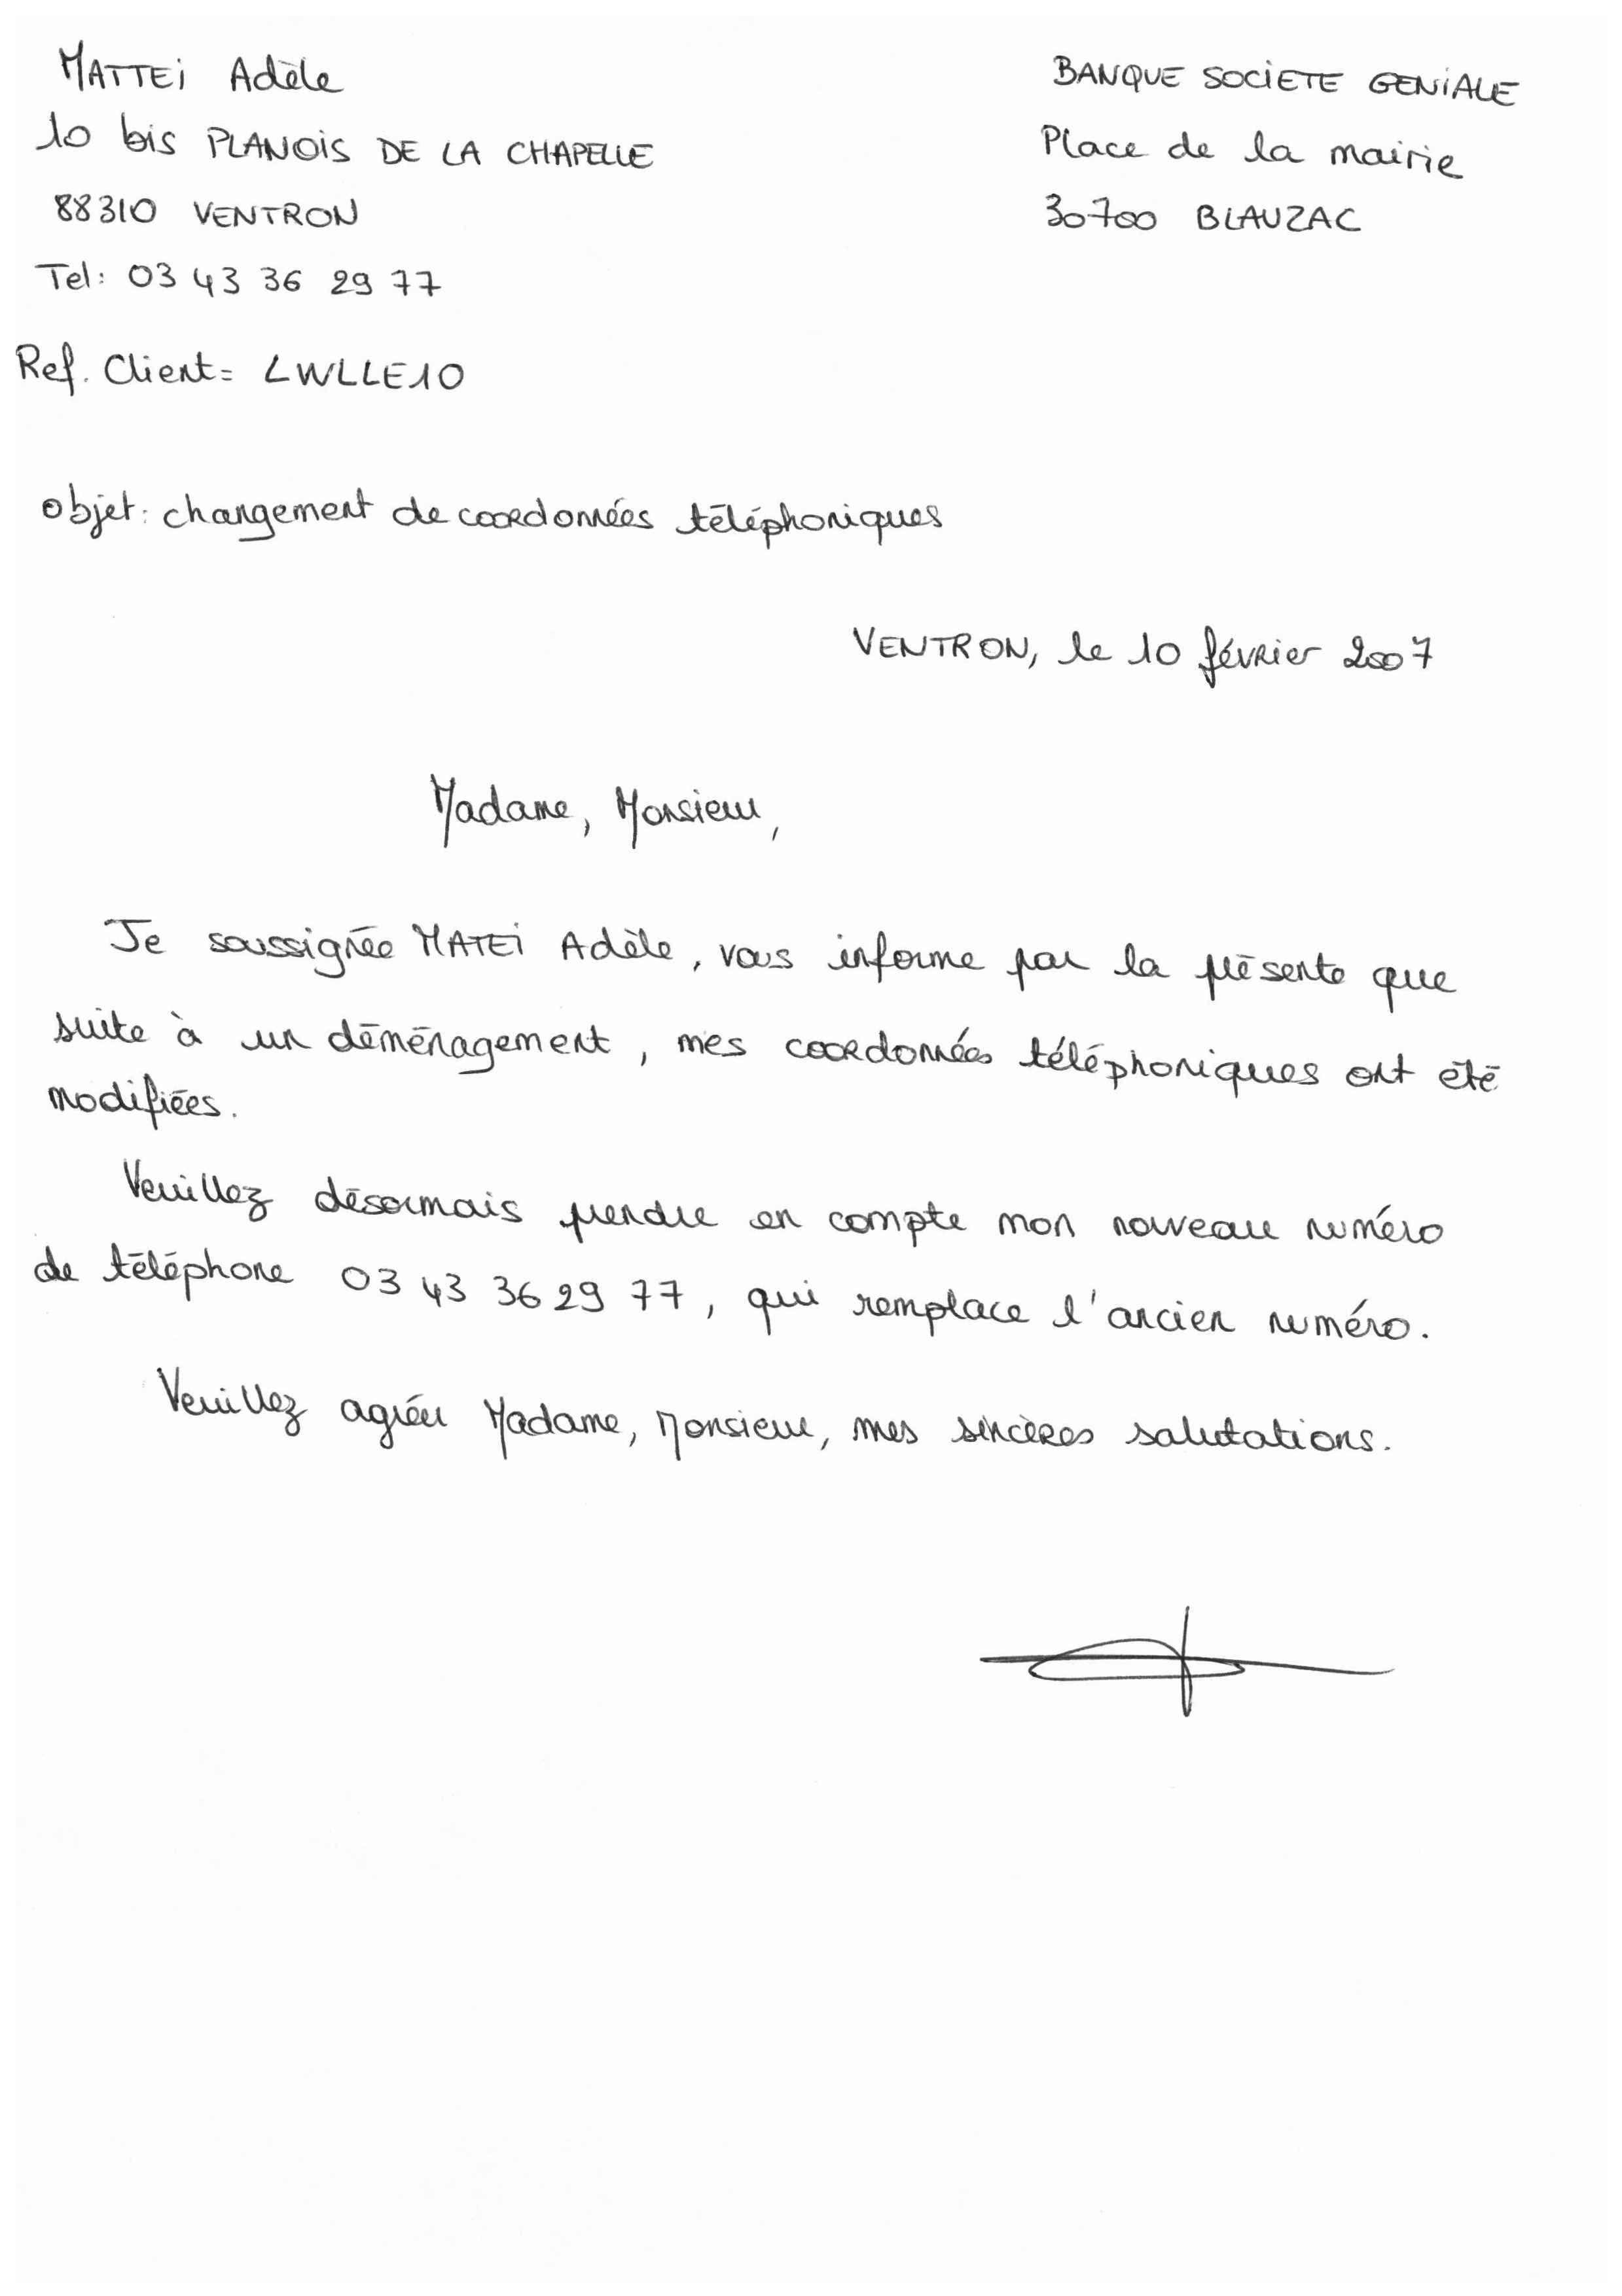 MATTEI Adèle
10 bis PLANOIS DE LA CHAPELLE
88310 VENTRON
Tel: 03 43 36 29 77
Ref. Client= LWLLE10
BANQUE SOCIETE GENIALE
Place de la mairie
30700 BLAUZAC
objet: changement de coordonnées téléphoniques
VENTRON, le 10 février 2007
Madame, Monsieur,
Je soussignée MATEI Adèle, vous informe par la présente que
suite à un déménagement, mes coordonnées téléphoniques ont été
modifiées.
Veuillez désormais prendre en compte mon nouveau numéro
de téléphone 03 43 36 29 77, qui remplace l'ancien numéro.
Veuillez agréer Madame, Monsieur, mes sincères salutations.